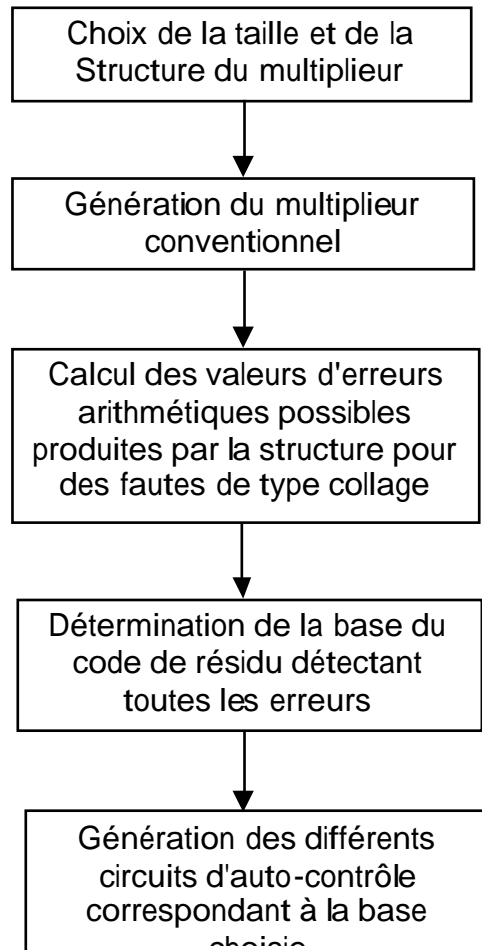 Choix de la taille et de la
Structure du multiplieur
Génération du multiplieur
conventionnel
Calcul des valeurs d'erreurs
arithmétiques possibles
produites par la structure pour
des fautes de type collage
Détermination de la base du
code de résidu détectant
toutes les erreurs
Génération des différents
circuits d'auto-contrôle
correspondant à la base
choisie